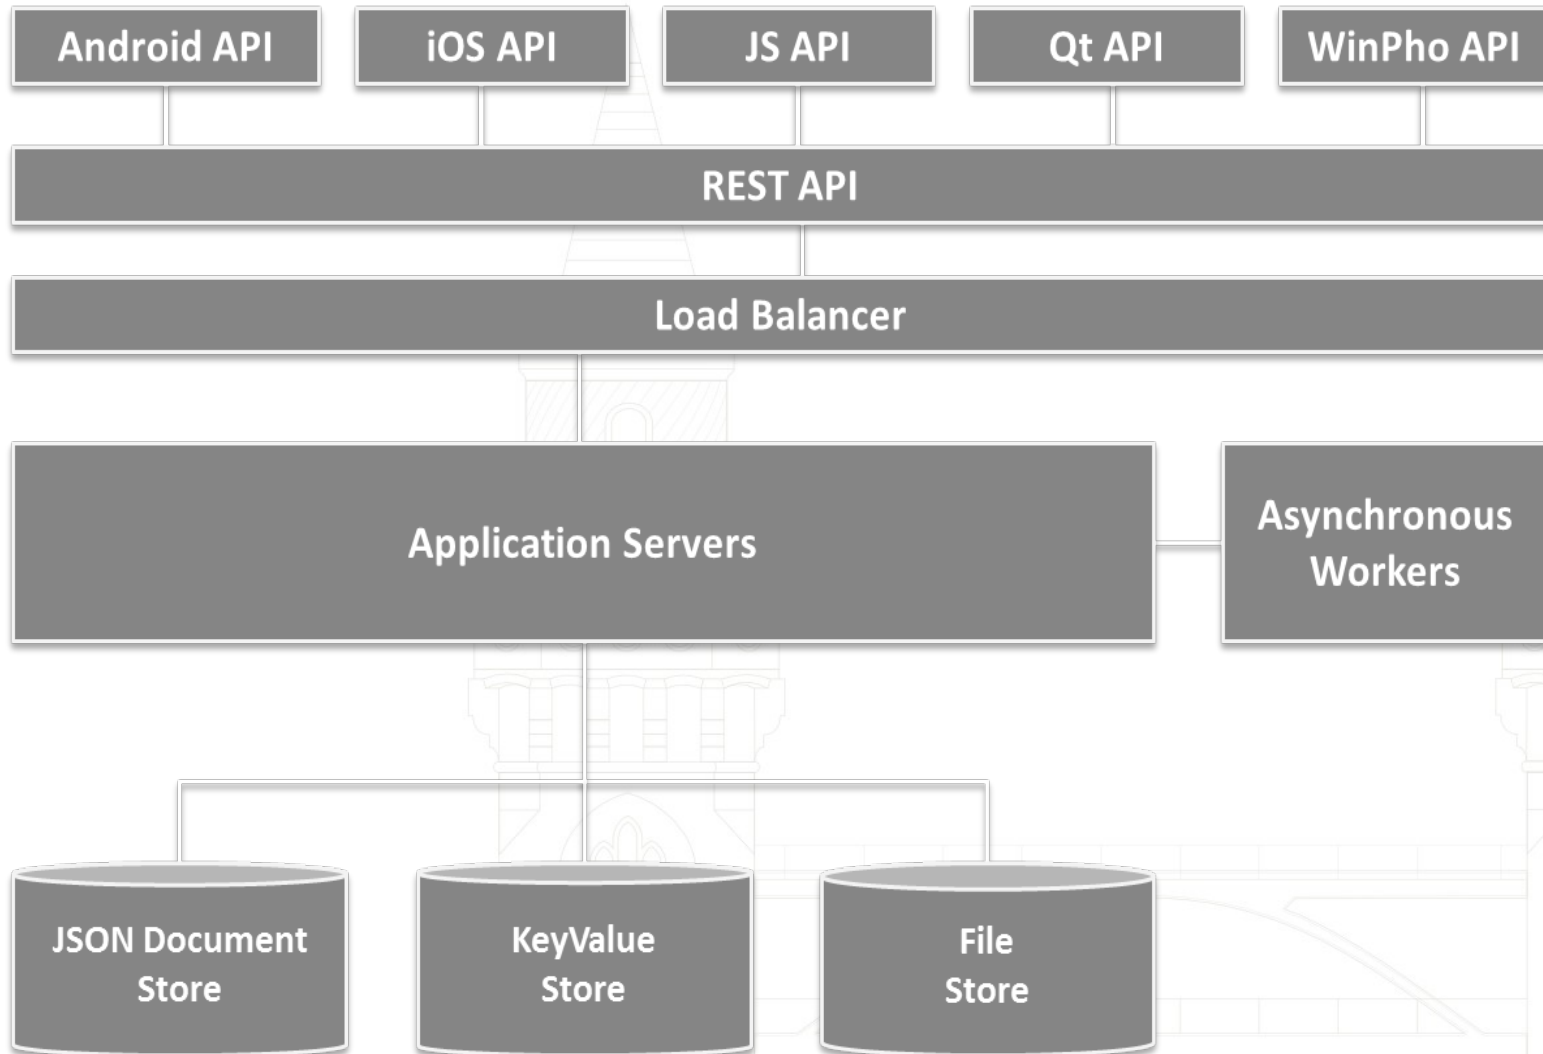 Android API
iOS API
JS API
Qt API
WinPho API
REST API
Load Balancer
Application Servers
Asynchronous
Workers
JSON Document
Store
KeyValue
Store
File
Store